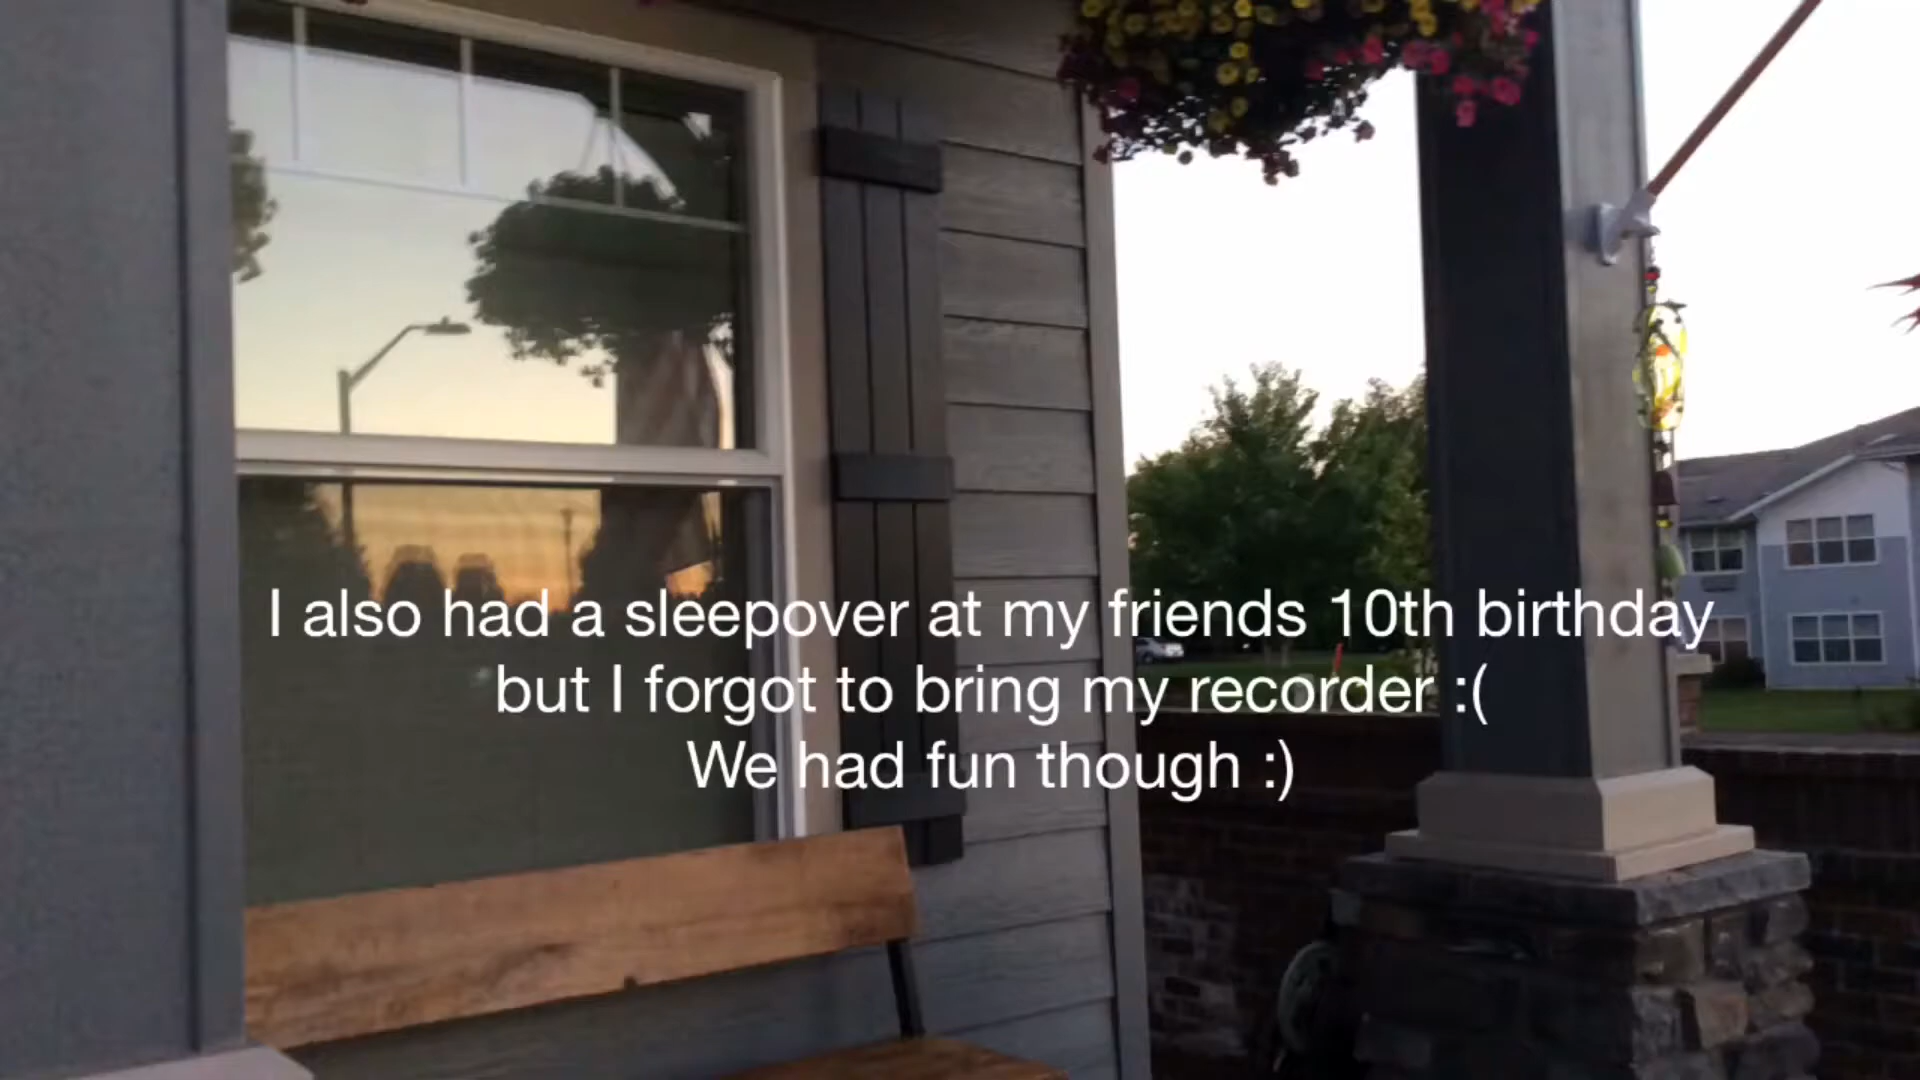 I also had a sleepover at my friends 10th birthday
but I forgot to bring my recorder :(
We had fun though :)